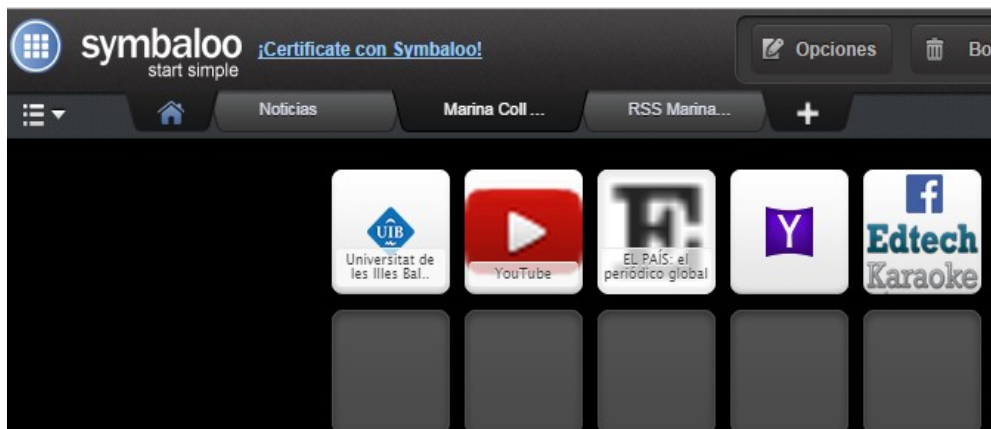 symbaloo
start simple
¡Certificate con Symbaloo!
Opciones
Bo
Noticias
Marina Coll ...
RSS Marina...
UIB
Universitat de
les Illes Bal..
YouTube
EL PAÍS: el
periódico global
Y
Edtech
Karaoke